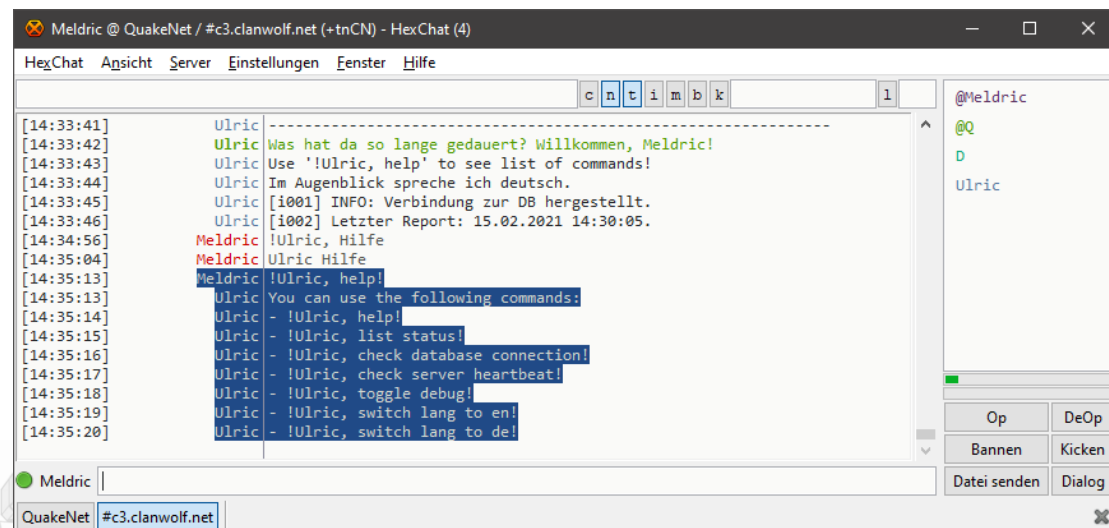 Meldric @ QuakeNet / #c3.clanwolf.net (+tnCN) - HexChat (4)
HexChat Ansicht Server Einstellungen Fenster Hilfe
c n t i m b k l
[14:33:41] Ulric ------------------------------------------------------------------
[14:33:42] Ulric Was hat da so lange gedauert? Willkommen, Meldric!
[14:33:43] Ulric Use '!Ulric, help' to see list of commands!
[14:33:44] Ulric Im Augenblick spreche ich deutsch.
[14:33:45] Ulric [i001] INFO: Verbindung zur DB hergestellt.
[14:33:46] Ulric [i002] Letzter Report: 15.02.2021 14:30:05.
[14:34:56] Meldric !Ulric, Hilfe
[14:35:04] Meldric Ulric Hilfe
[14:35:13] Meldric !Ulric, help!
[14:35:13] Ulric You can use the following commands:
[14:35:14] Ulric - !Ulric, help!
[14:35:15] Ulric - !Ulric, list status!
[14:35:16] Ulric - !Ulric, check database connection!
[14:35:17] Ulric - !Ulric, check server heartbeat!
[14:35:18] Ulric - !Ulric, toggle debug!
[14:35:19] Ulric - !Ulric, switch lang to en!
[14:35:20] Ulric - !Ulric, switch lang to de!
@Meldric
@Q
D
Ulric
Op DeOp
Bannen Kicken
Datei senden Dialog
Meldric
QuakeNet #c3.clanwolf.net